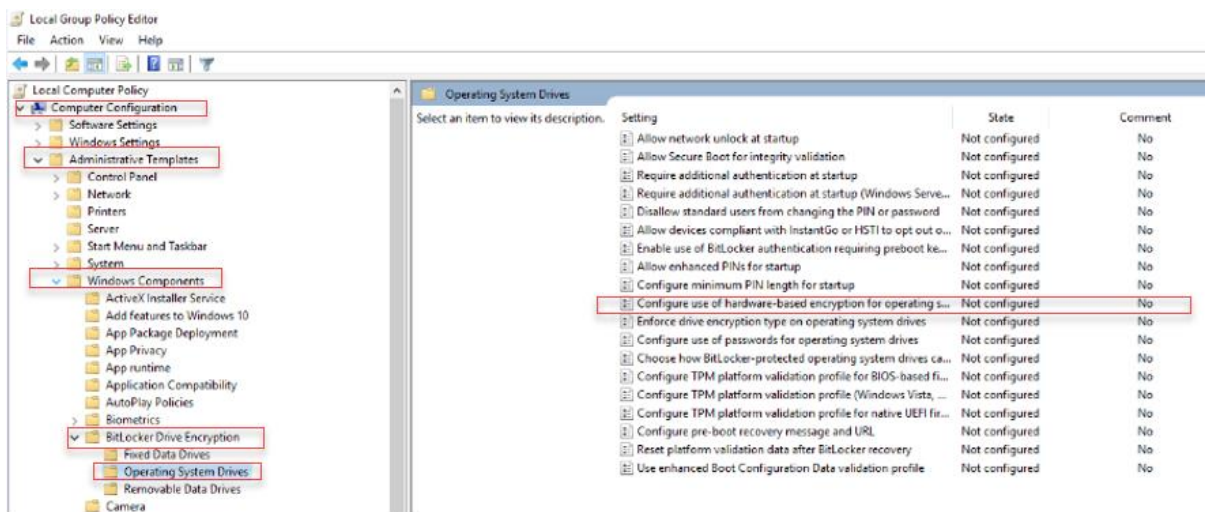 Local Group Policy Editor
File Action View Help
Local Computer Policy
Computer Configuration
Software Settings
Windows Settings
Administrative Templates
Control Panel
Network
Printers
Server
Start Menu and Taskbar
System
Windows Components
ActiveX Installer Service
Add features to Windows 10
App Package Deployment
App Privacy
App runtime
Application Compatibility
AutoPlay Policies
Biometrics
BitLocker Drive Encryption
Fixed Data Drives
Operating System Drives
Removable Data Drives
Camera
Operating System Drives
Select an item to view its description.
Setting State Comment
Allow network unlock at startup Not configured No
Allow Secure Boot for integrity validation Not configured No
Require additional authentication at startup Not configured No
Require additional authentication at startup (Windows Serve... Not configured No
Disallow standard users from changing the PIN or password Not configured No
Allow devices compliant with InstantGo or HSTI to opt out o... Not configured No
Enable use of BitLocker authentication requiring preboot ke... Not configured No
Allow enhanced PINs for startup Not configured No
Configure minimum PIN length for startup Not configured No
Configure use of hardware-based encryption for operating s... Not configured No
Enforce drive encryption type on operating system drives Not configured No
Configure use of passwords for operating system drives Not configured No
Choose how BitLocker-protected operating system drives ca... Not configured No
Configure TPM platform validation profile for BIOS-based fi... Not configured No
Configure TPM platform validation profile (Windows Vista, ... Not configured No
Configure TPM platform validation profile for native UEFI fir... Not configured No
Configure pre-boot recovery message and URL Not configured No
Reset platform validation data after BitLocker recovery Not configured No
Use enhanced Boot Configuration Data validation profile Not configured No